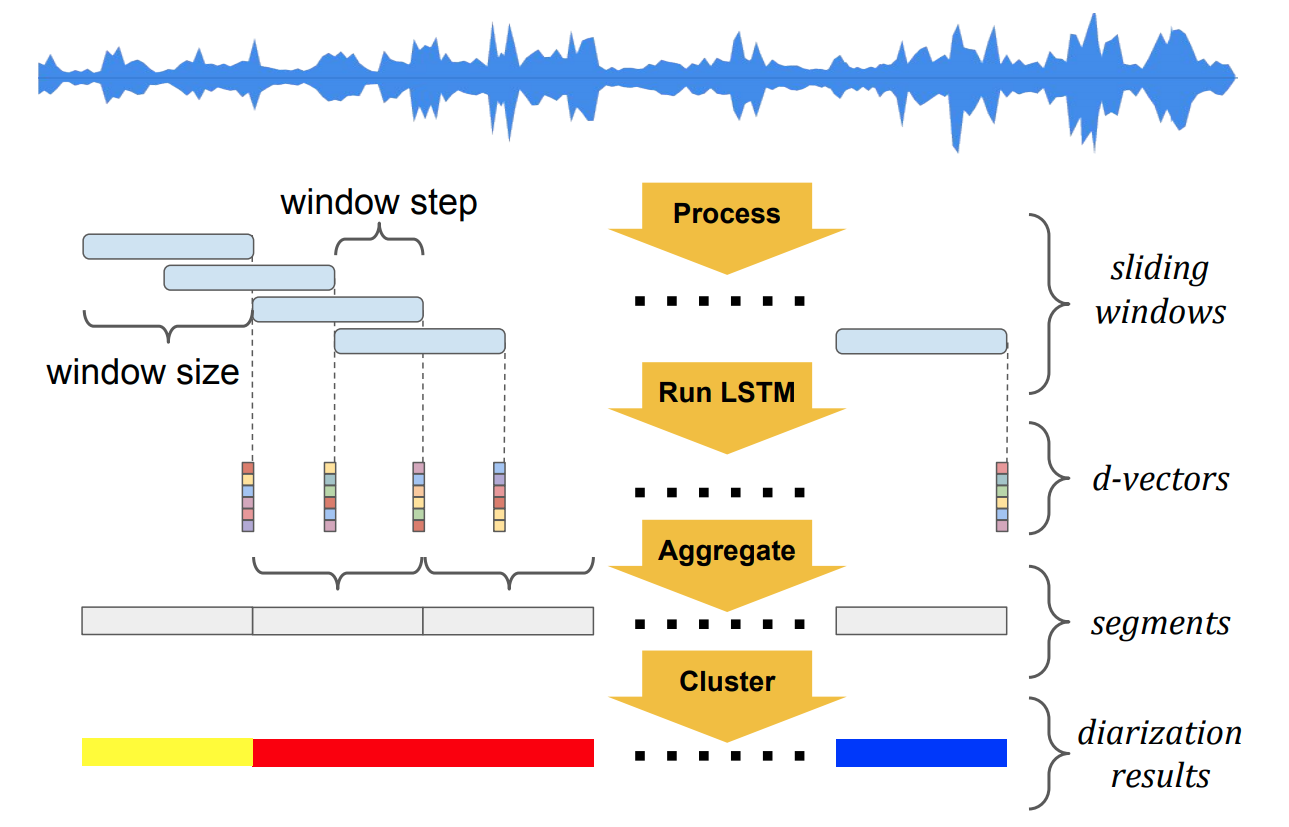 window step
Process
sliding
windows
window size
Run LSTM
d-vectors
Aggregate
segments
Cluster
diarization
results